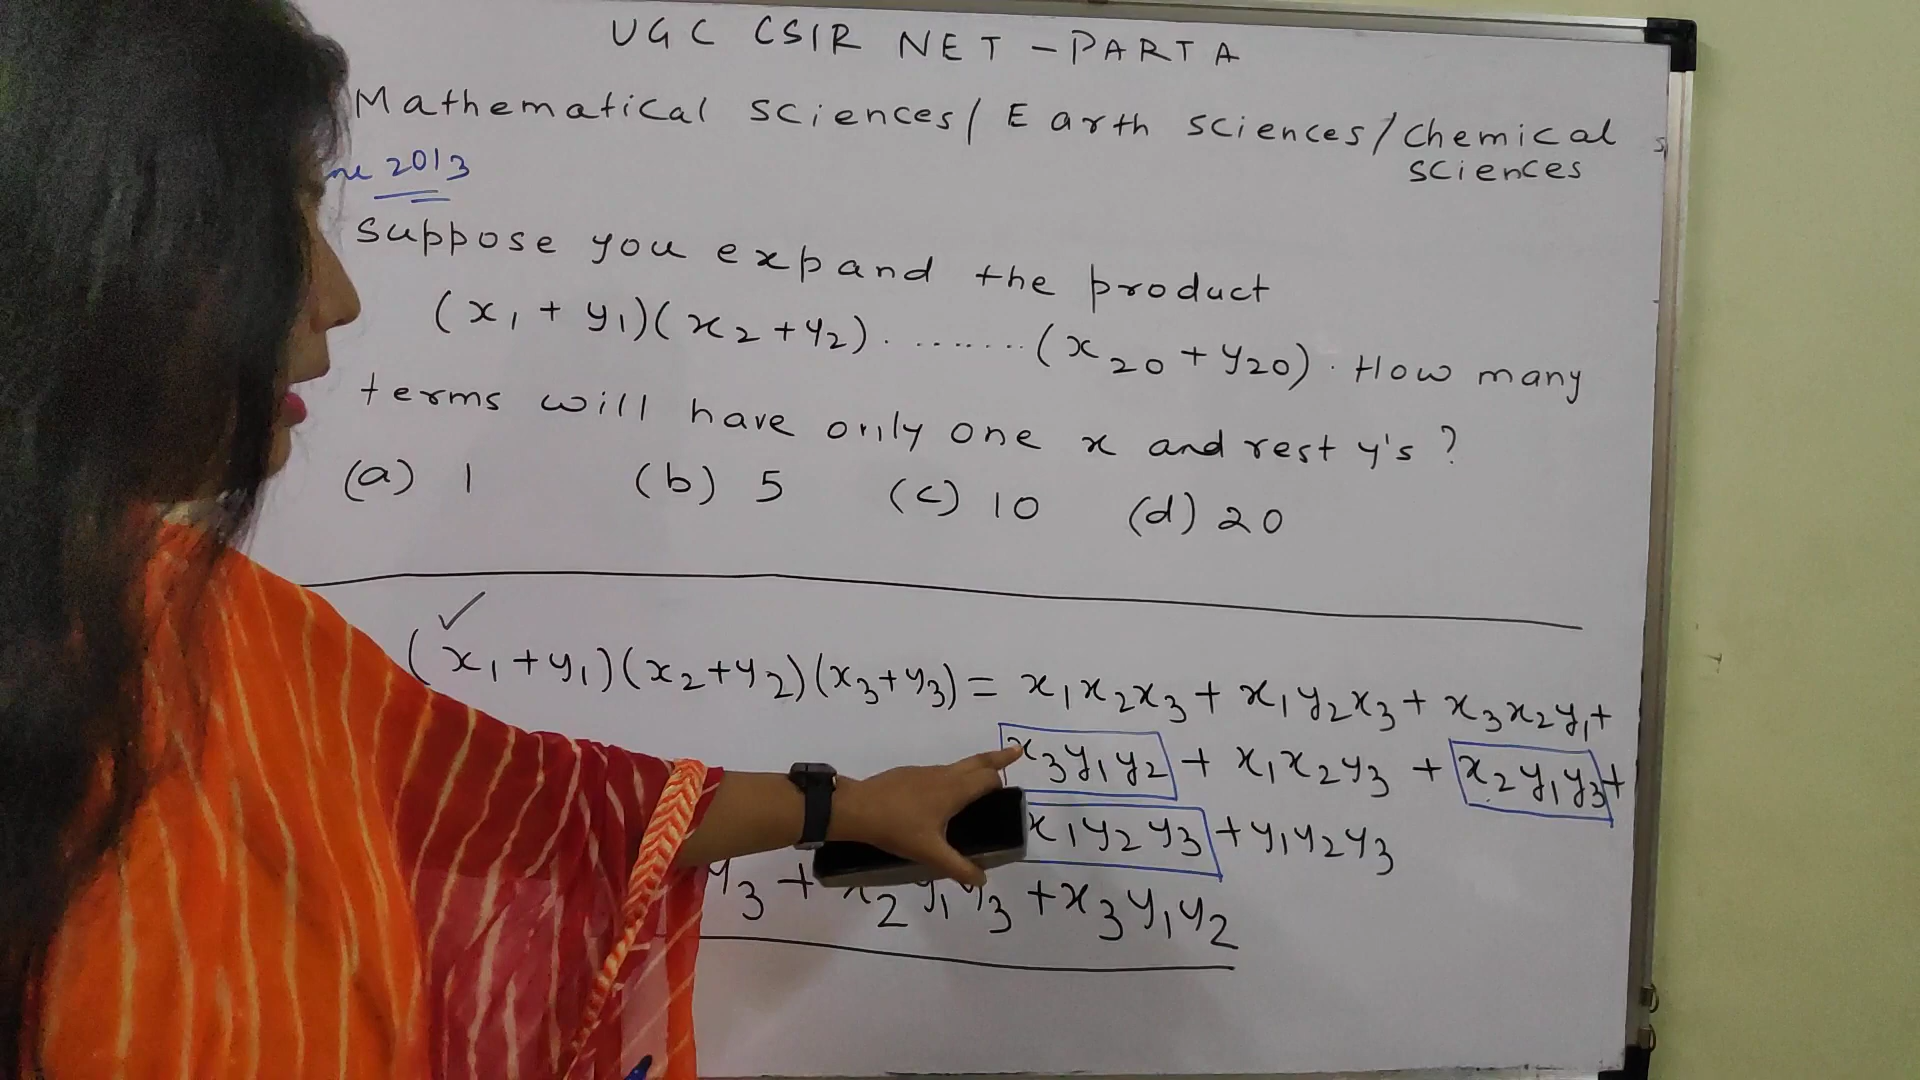 UGC CSIR NET - PART A
Mathematical sciences/Earth sciences/chemical
sciences
2013
Suppose you expand the product
(x₁+y₁)(x₂+y₂).........(x₂₀+y₂₀). How many
terms will have only one x and rest y's?
(a) 1 (b) 5 (c) 10 (d) 20
✓
(x₁+y₁)(x₂+y₂)(x₃+y₃) = x₁x₂x₃ + x₁y₂x₃ + x₃x₂y₁ +
x₃y₁y₂ + x₁x₂y₃ + x₂y₁y₃ +
x₁y₂y₃ + y₁y₂y₃
y₃ + x₂y₁y₃ + x₃y₁y₂